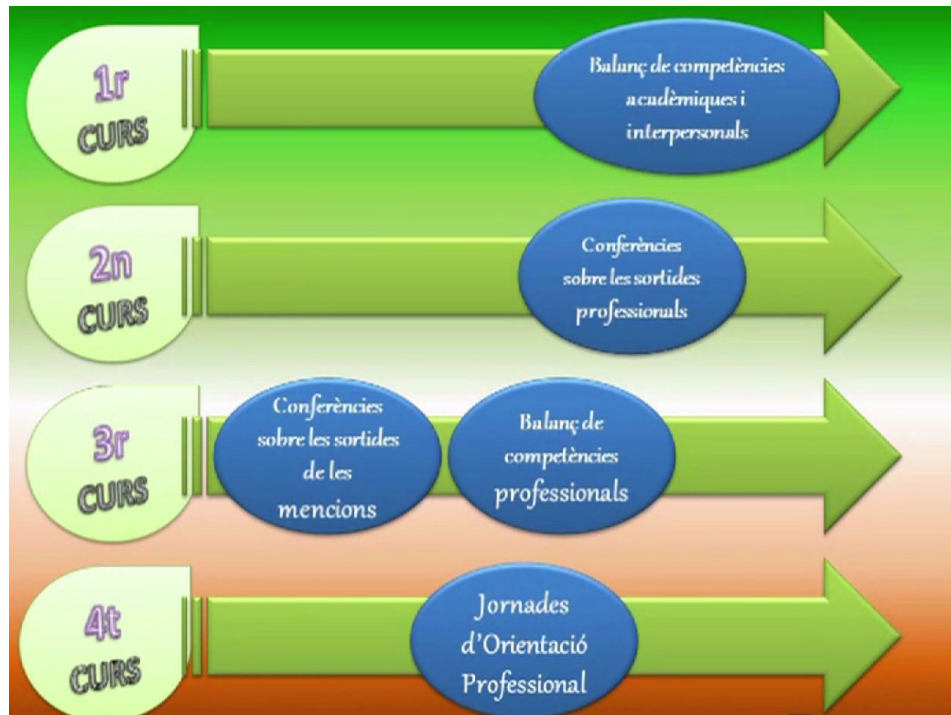 1r
CURS
Balanç de competències
acadèmiques i
interpersonals
2n
CURS
Conferències
sobre les sortides
professionals
3r
CURS
Conferències
sobre les sortides
de les
mencions
Balanç de
competències
professionals
4t
CURS
Jornades
d'Orientació
Professional